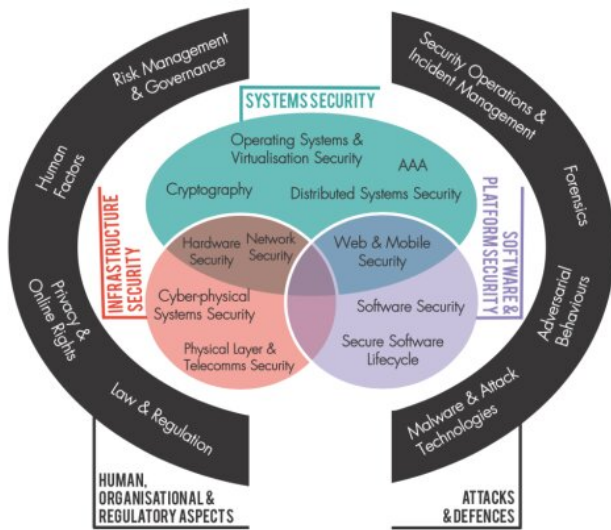 Risk Management
& Governance
Human
Factors
Privacy &
Online Rights
Law & Regulation
HUMAN,
ORGANISATIONAL &
REGULATORY ASPECTS
SYSTEMS SECURITY
Operating Systems &
Virtualisation Security
AAA
Cryptography
Distributed Systems Security
INFRASTRUCTURE
SECURITY
Hardware
Security
Network
Security
Cyber-physical
Systems Security
Physical Layer &
Telecomms Security
Web & Mobile
Security
Software Security
Secure Software
Lifecycle
SOFTWARE &
PLATFORM SECURITY
Security Operations &
Incident Management
Forensics
Adversarial
Behaviours
Malware & Attack
Technologies
ATTACKS
& DEFENCES